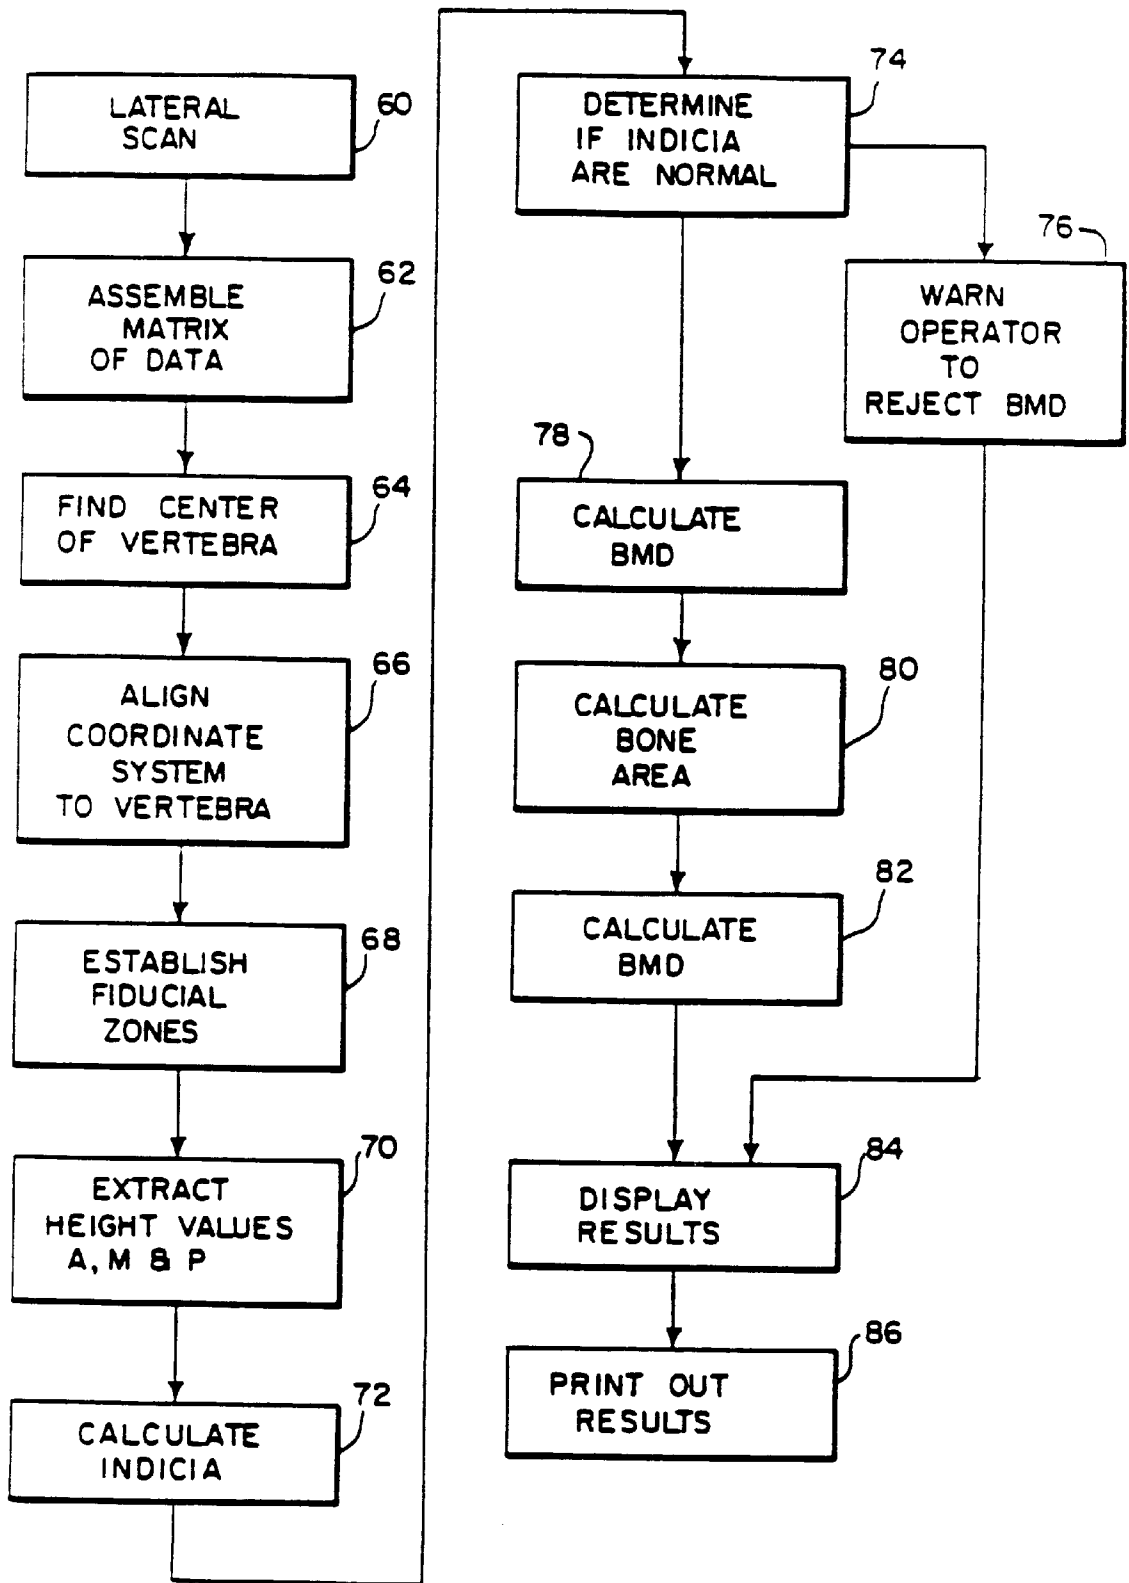 LATERAL
SCAN
60
ASSEMBLE
MATRIX
OF DATA
62
FIND CENTER
OF VERTEBRA
64
ALIGN
COORDINATE
SYSTEM
TO VERTEBRA
66
ESTABLISH
FIDUCIAL
ZONES
68
EXTRACT
HEIGHT VALUES
A, M & P
70
CALCULATE
INDICIA
72
DETERMINE
IF INDICIA
ARE NORMAL
74
WARN
OPERATOR
TO
REJECT BMD
76
CALCULATE
BMD
78
CALCULATE
BONE
AREA
80
CALCULATE
BMD
82
DISPLAY
RESULTS
84
PRINT OUT
RESULTS
86